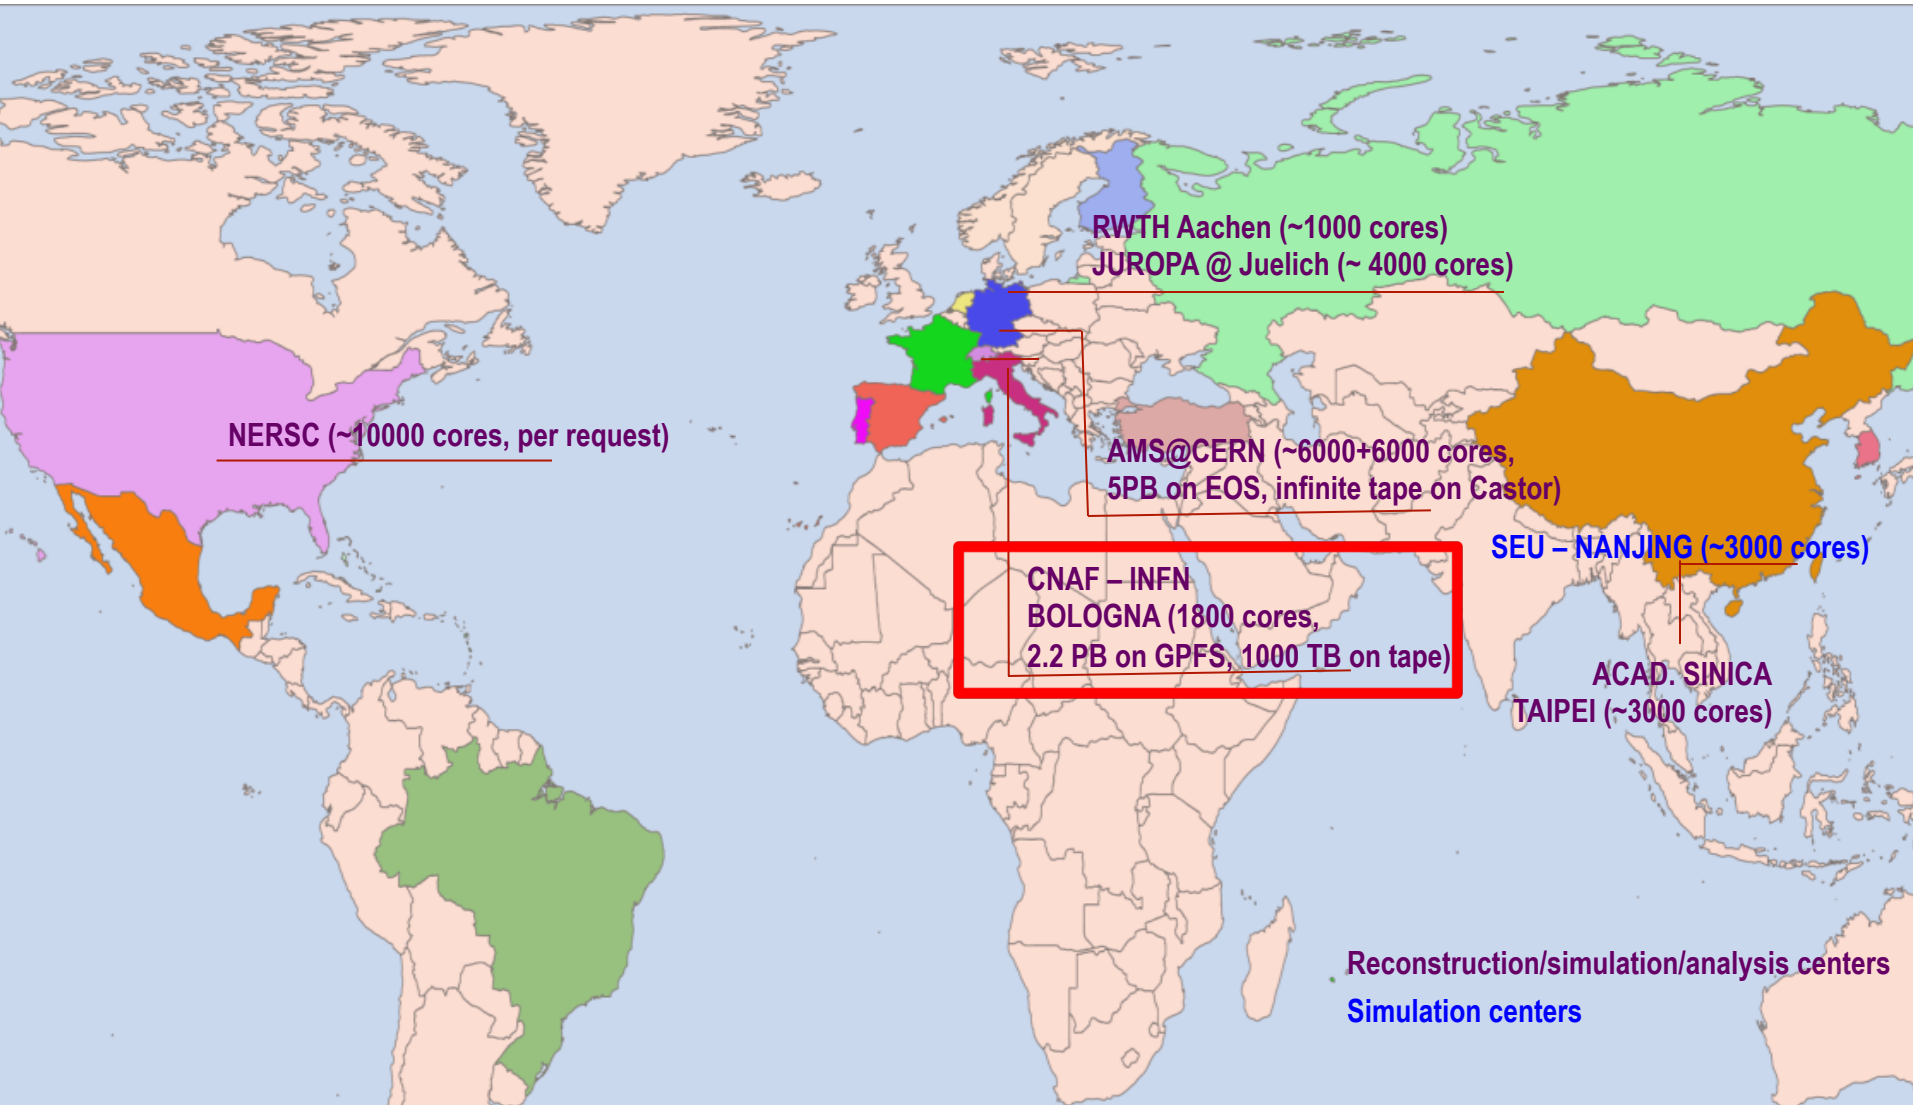 RWTH Aachen (~1000 cores)
JUROPA @ Juelich (~ 4000 cores)
NERSC (~10000 cores, per request)
AMS@CERN (~6000+6000 cores,
5PB on EOS, infinite tape on Castor)
SEU – NANJING (~3000 cores)
CNAF – INFN
BOLOGNA (1800 cores,
2.2 PB on GPFS, 1000 TB on tape)
ACAD. SINICA
TAIPEI (~3000 cores)
Reconstruction/simulation/analysis centers
Simulation centers